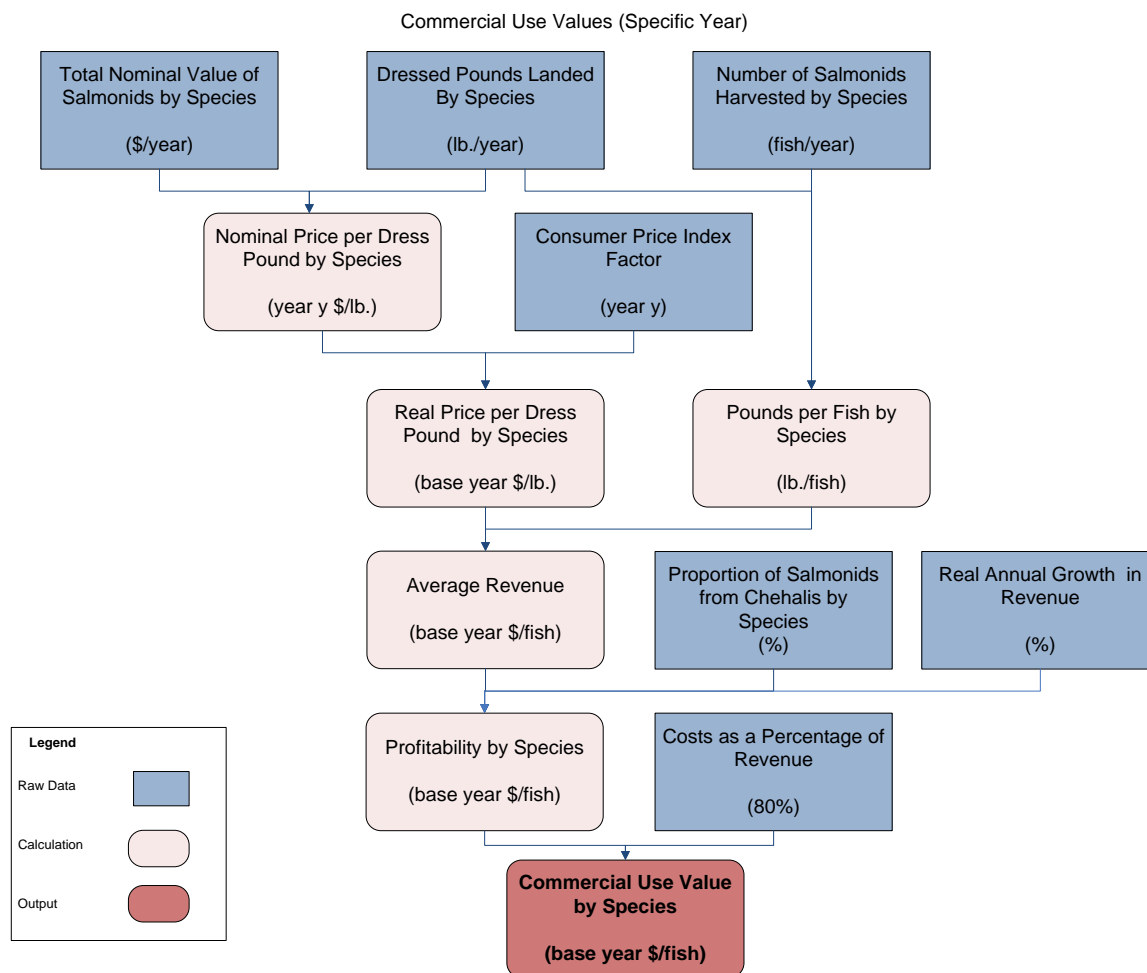 Commercial Use Values (Specific Year)
Total Nominal Value of
Salmonids by Species
($/year)
Dressed Pounds Landed
By Species
(lb./year)
Number of Salmonids
Harvested by Species
(fish/year)
Nominal Price per Dress
Pound by Species
(year y $/lb.)
Consumer Price Index
Factor
(year y)
Real Price per Dress
Pound  by Species
(base year $/lb.)
Pounds per Fish by
Species
(lb./fish)
Average Revenue
(base year $/fish)
Proportion of Salmonids
from Chehalis by
Species
(%)
Real Annual Growth  in
Revenue
(%)
Profitability by Species
(base year $/fish)
Costs as a Percentage of
Revenue
(80%)
Commercial Use Value
by Species
(base year $/fish)
Legend
Raw Data
Calculation
Output